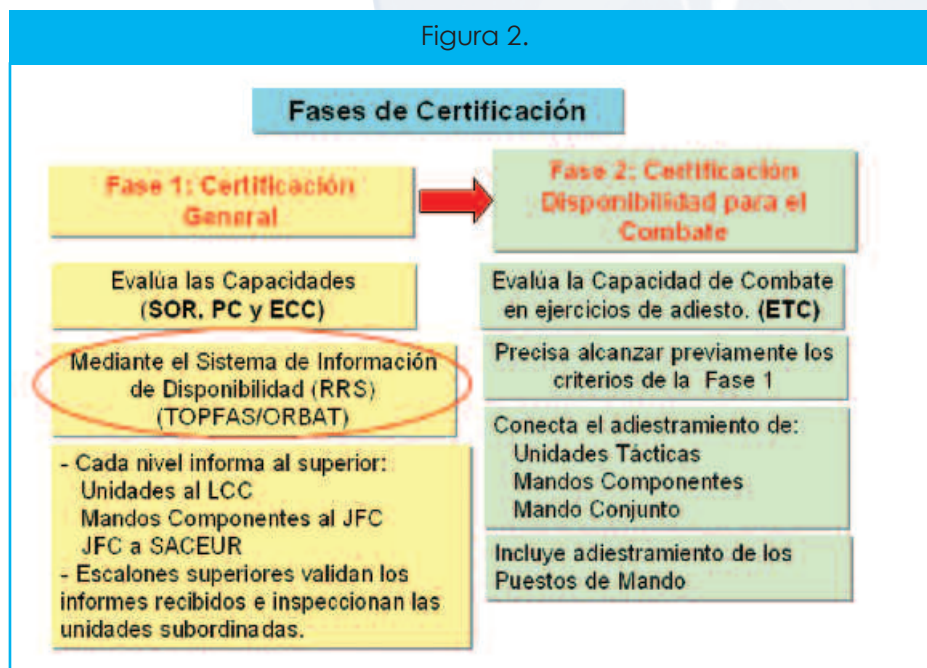 Figura 2.
Fases de Certificación
Fase 1: Certificación
General
Fase 2: Certificación
Disponibilidad para el
Combate
Evalúa las Capacidades
(SOR, PC y ECC)
Mediante el Sistema de Información
de Disponibilidad (RRS)
(TOPFAS/ORBAT)
- Cada nivel informa al superior:
Unidades al LCC
Mandos Componentes al JFC
JFC a SACEUR
- Escalones superiores validan los
informes recibidos e inspeccionan las
unidades subordinadas.
Evalúa la Capacidad de Combate
en ejercicios de adiesto. (ETC)
Precisa alcanzar previamente los
criterios de la Fase 1
Conecta el adiestramiento de:
Unidades Tácticas
Mandos Componentes
Mando Conjunto
Incluye adiestramiento de los
Puestos de Mando